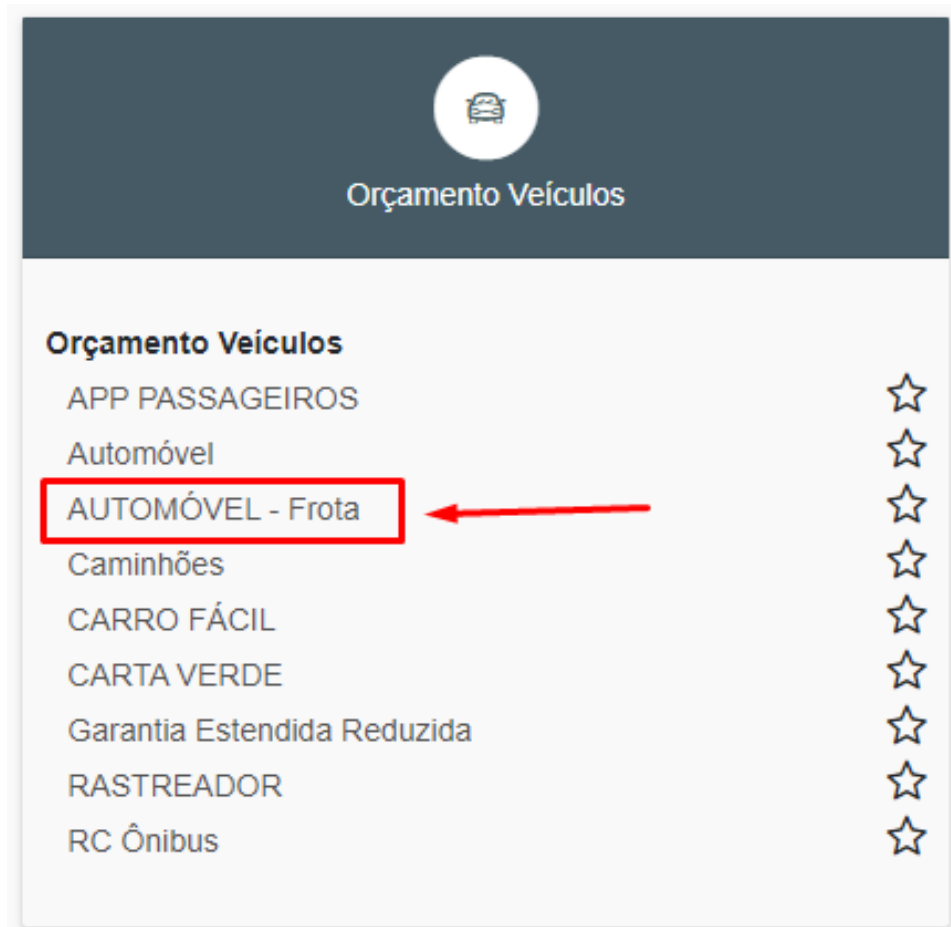 Orçamento Veículos
Orçamento Veículos
APP PASSAGEIROS
Automóvel
AUTOMÓVEL - Frota
Caminhões
CARRO FÁCIL
CARTA VERDE
Garantia Estendida Reduzida
RASTREADOR
RC Ônibus